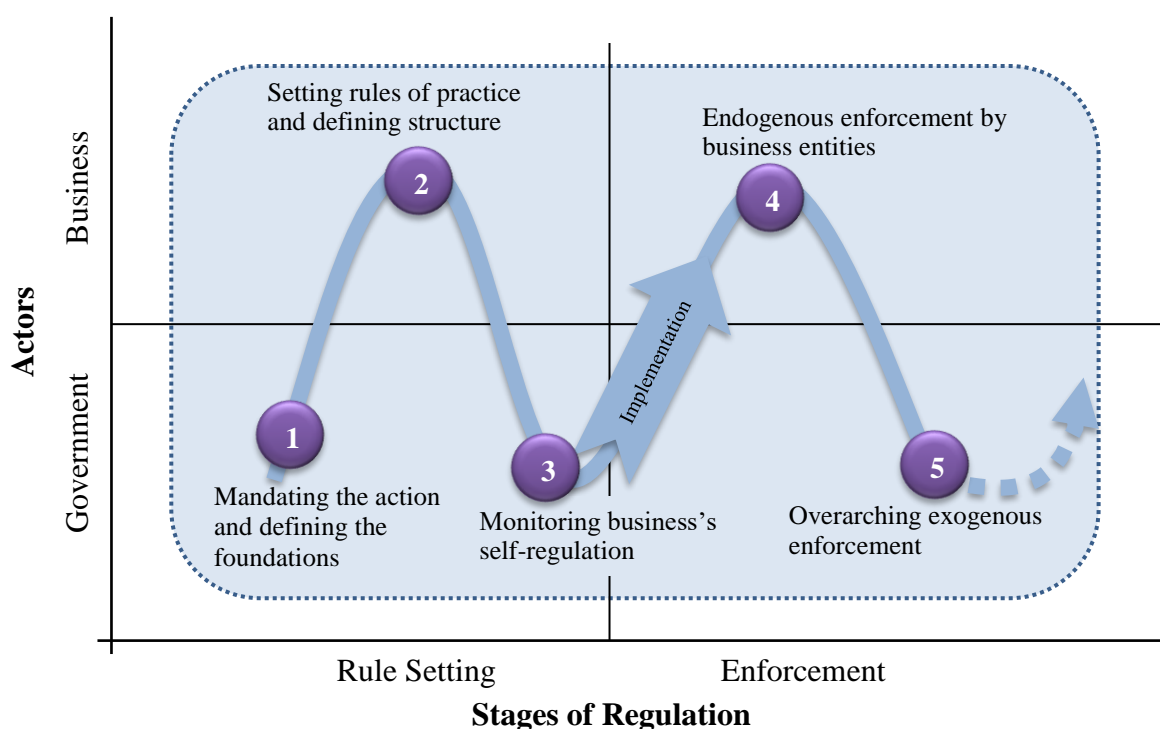 Setting rules of practice
and defining structure
Endogenous enforcement by
business entities
2
4
Business
Actors
Implementation
Government
1
3
5
Mandating the action
and defining the
foundations
Monitoring business’s
self-regulation
Overarching exogenous
enforcement
Rule Setting
Enforcement
Stages of Regulation